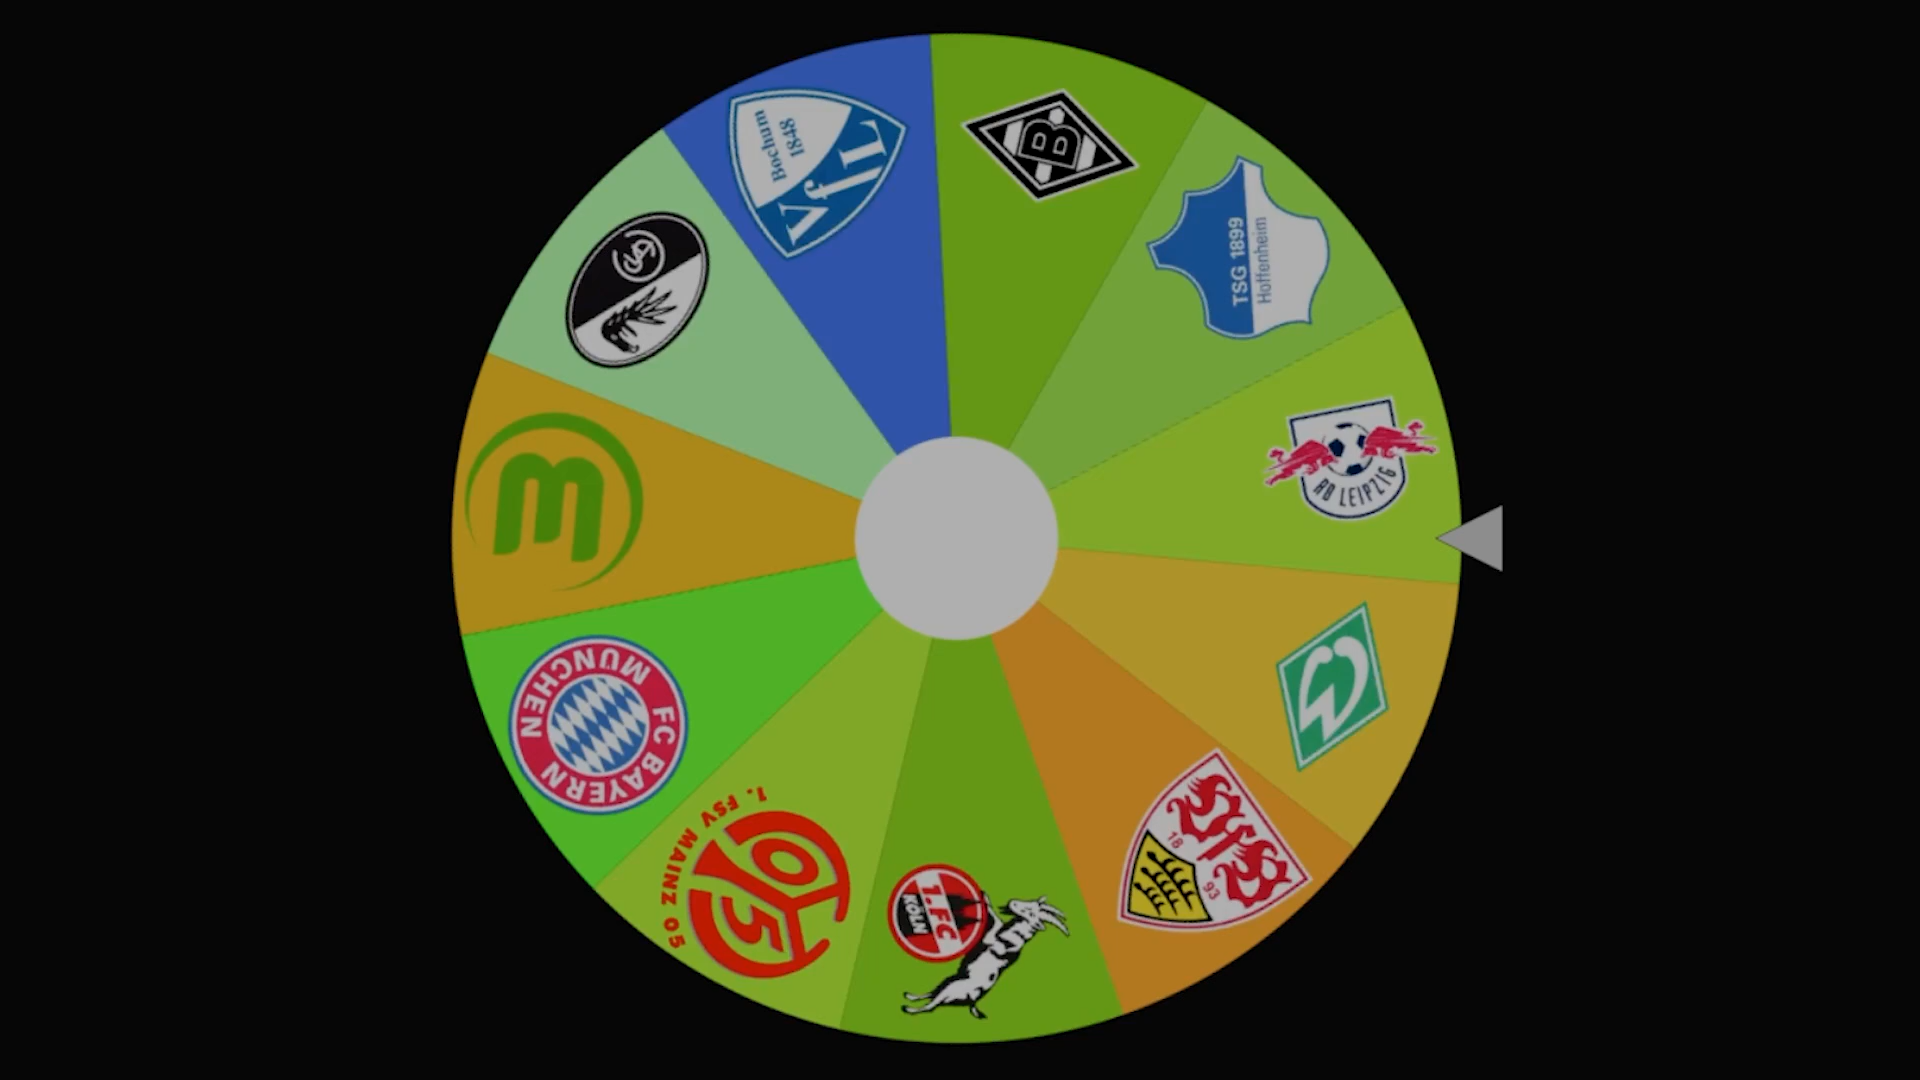 Bochum
1848
VfL
B
TSG 1899
Hoffenheim
RB LEIPZIG
W
18 93
1.FC
KÖLN
1. FSV MAINZ 05
05
FC BAYERN
MÜNCHEN
W